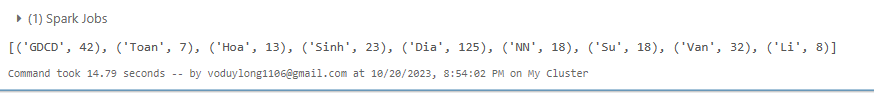 (1) Spark Jobs
[('GDCD', 42), ('Toan', 7), ('Hoa', 13), ('Sinh', 23), ('Dia', 125), ('NN', 18), ('Su', 18), ('Van', 32), ('Li', 8)]
Command took 14.79 seconds -- by voduylong1106@gmail.com at 10/20/2023, 8:54:02 PM on My Cluster